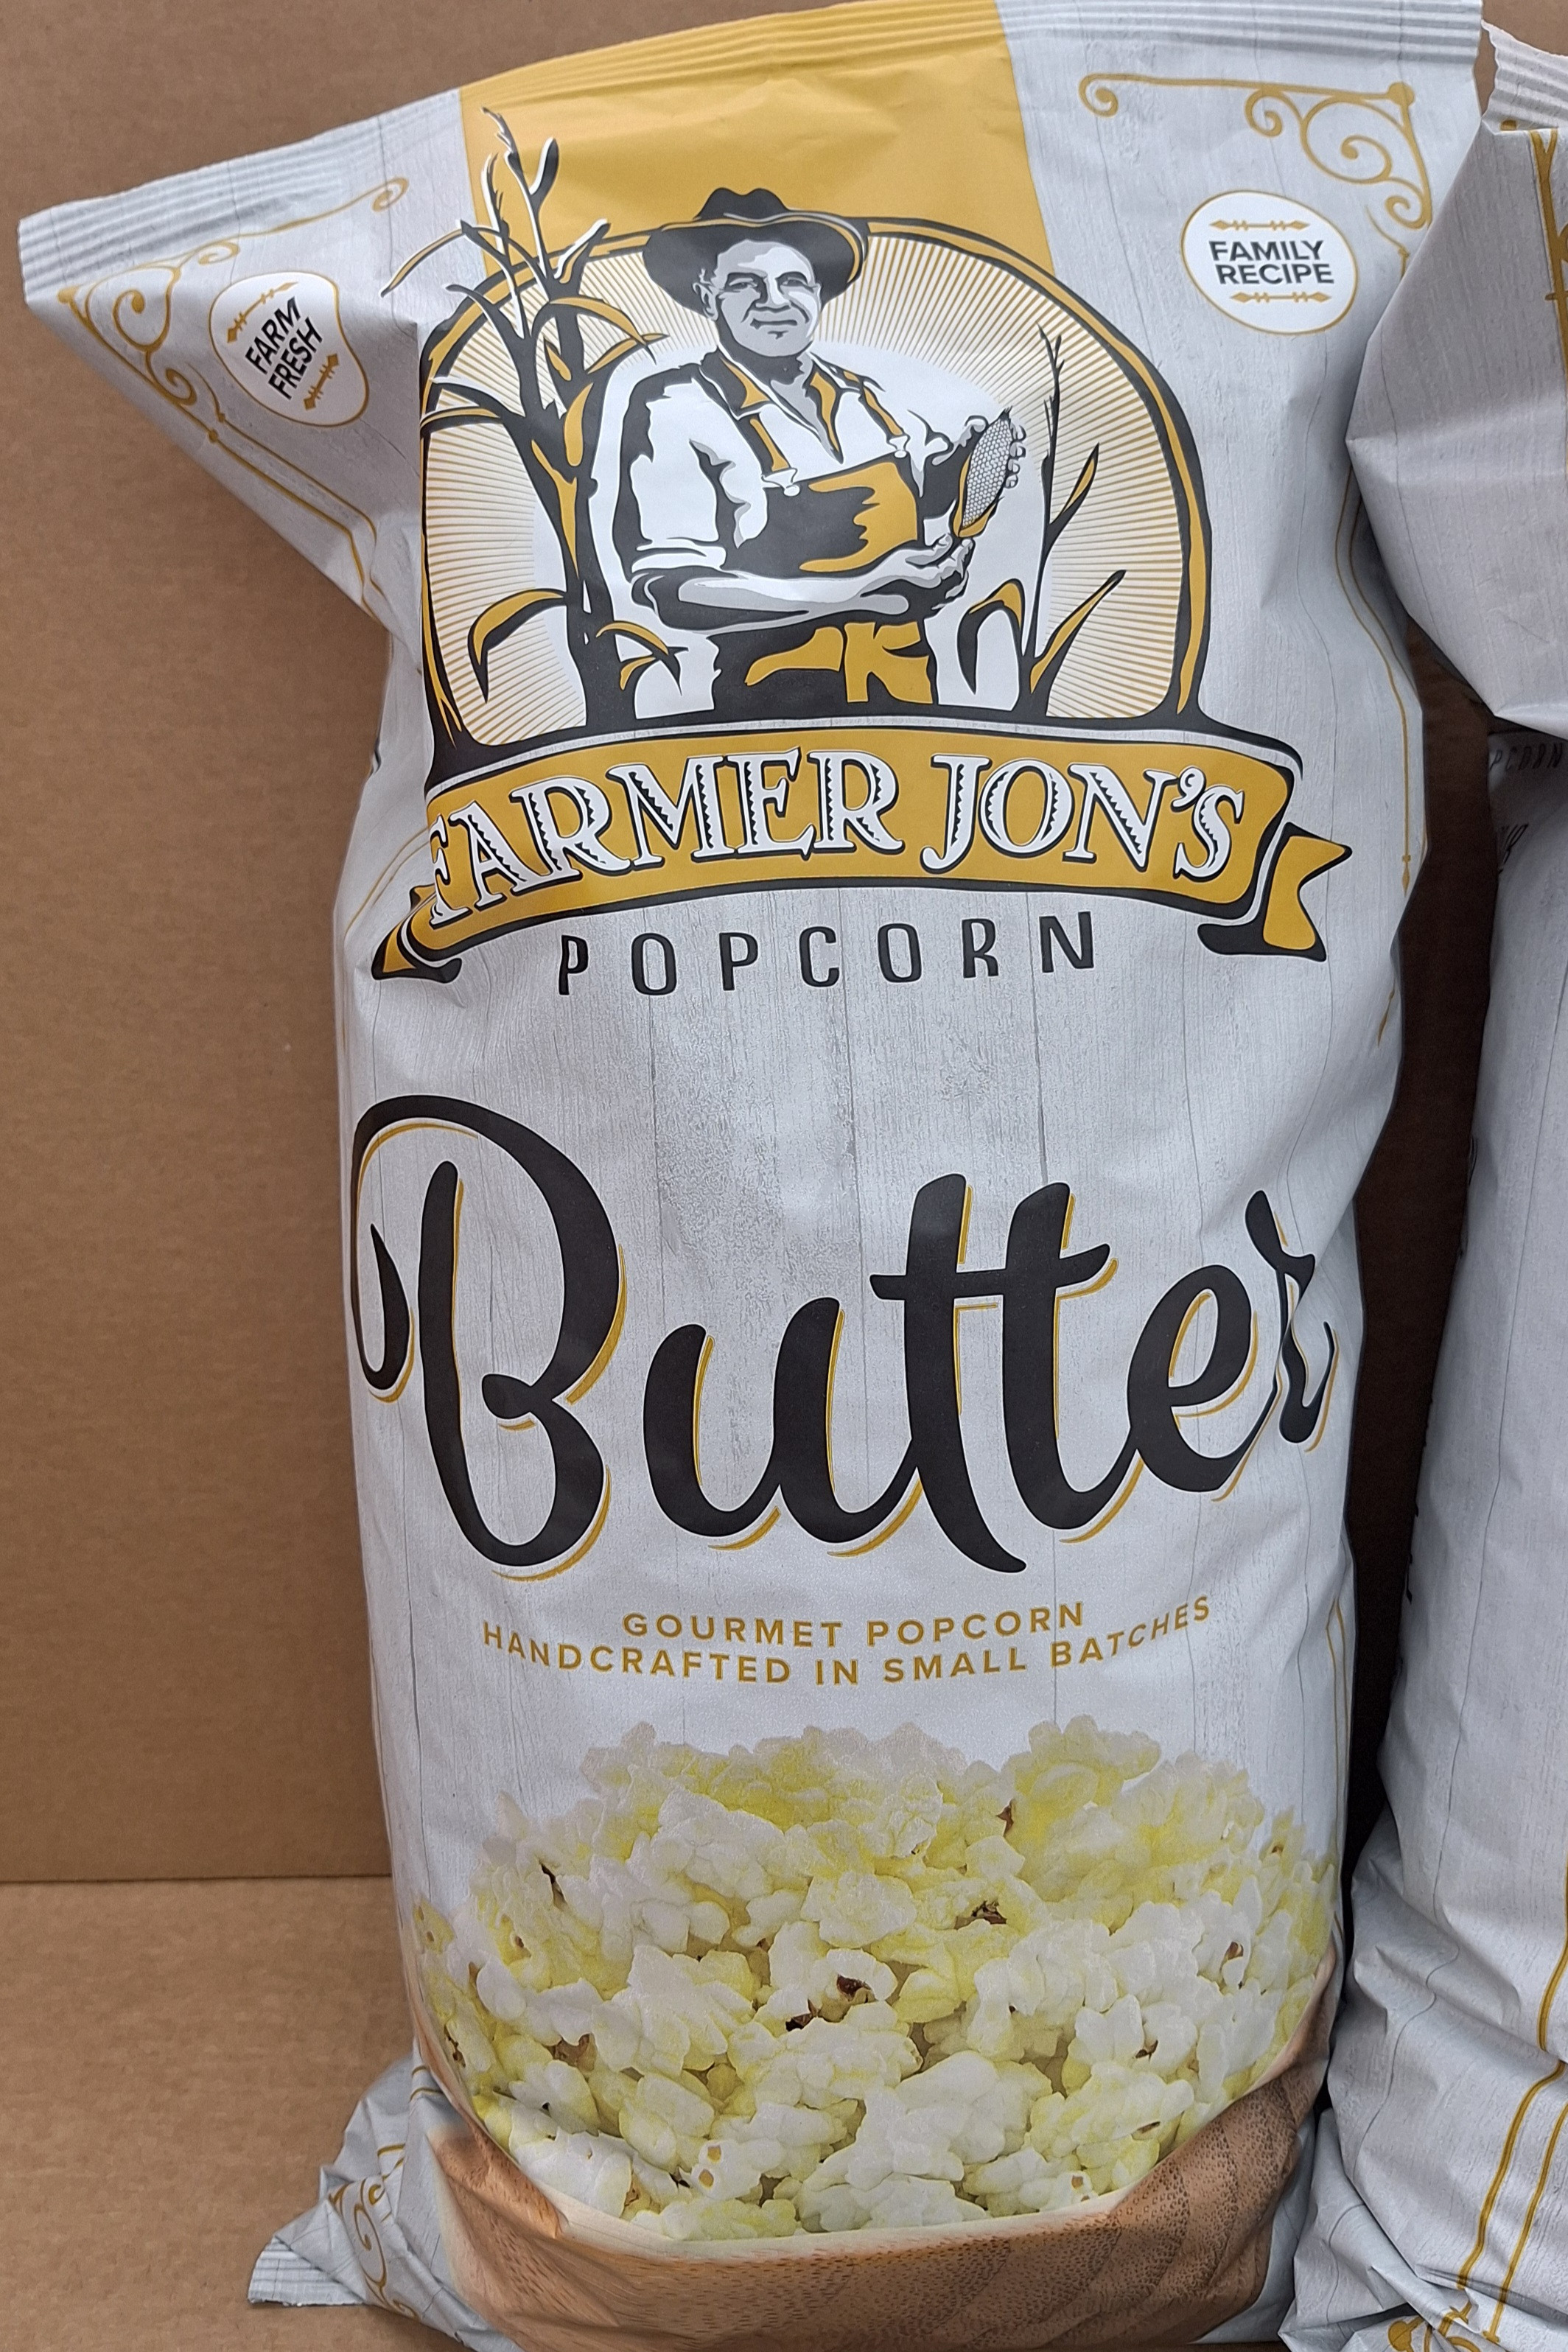 FARM
FRESH
FAMILY
RECIPE
FARMER JON'S
POPCORN
Butter
GOURMET POPCORN
HANDCRAFTED IN SMALL BATCHES